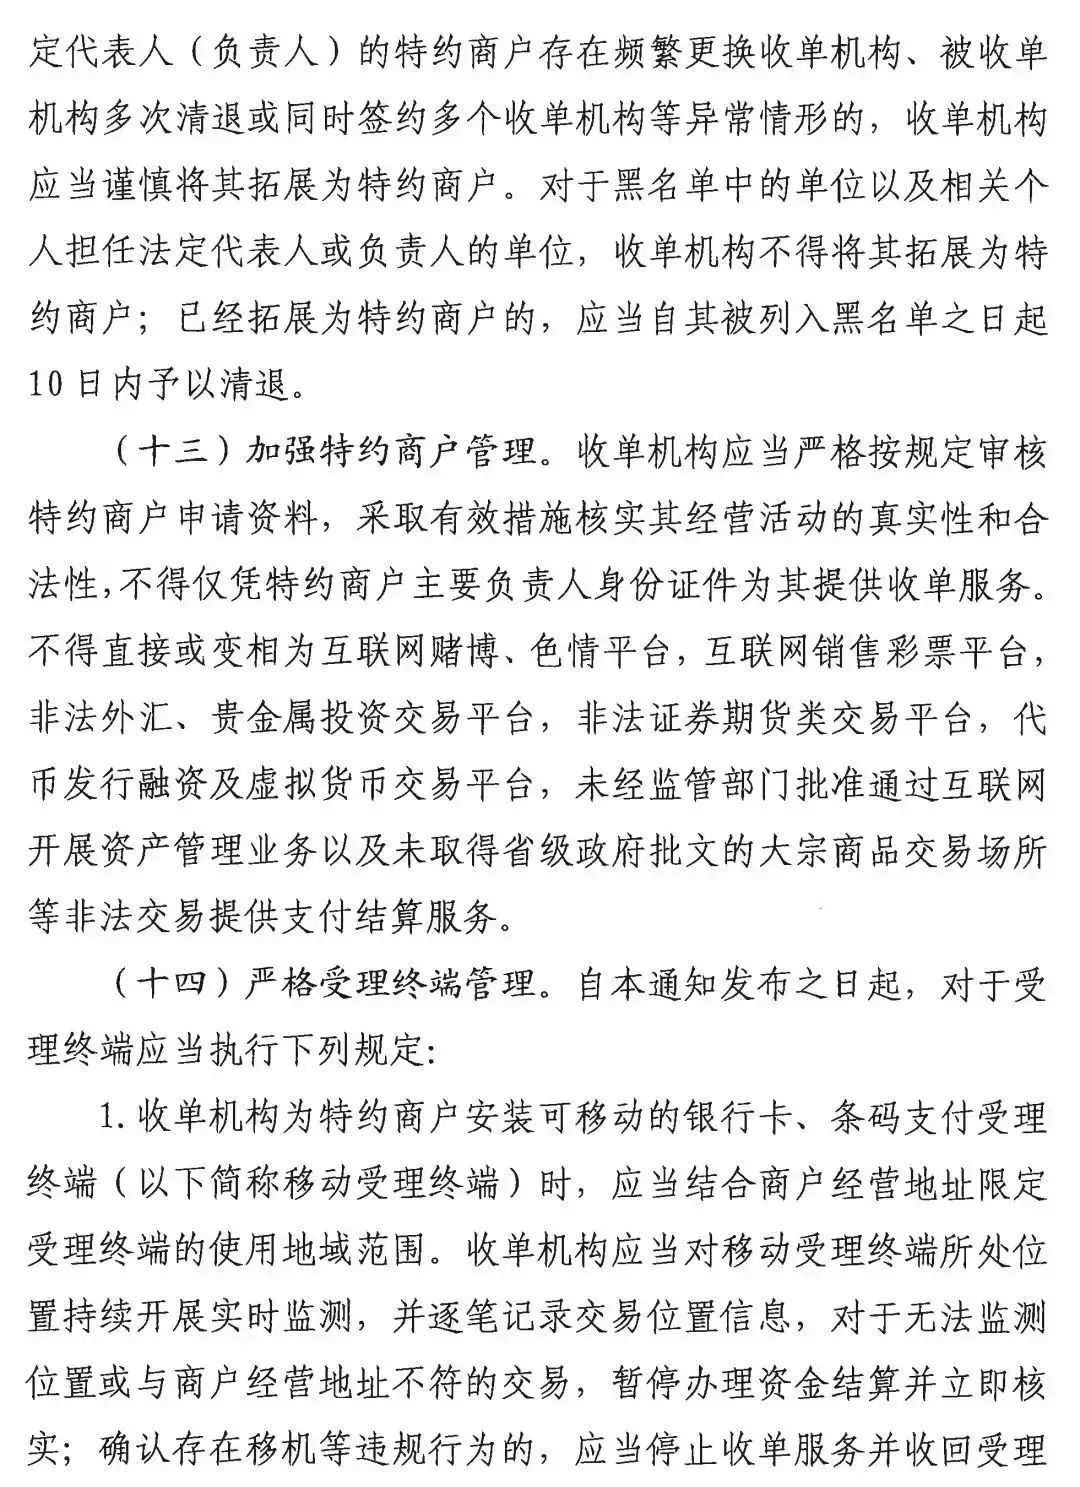 定代表人（负责人）的特约商户存在频繁更换收单机构、被收单
机构多次清退或同时签约多个收单机构等异常情形的，收单机构
应当谨慎将其拓展为特约商户。对于黑名单中的单位以及相关个
人担任法定代表人或负责人的单位，收单机构不得将其拓展为特
约商户；已经拓展为特约商户的，应当自其被列入黑名单之日起
10 日内予以清退。
（十三）加强特约商户管理。收单机构应当严格按规定审核
特约商户申请资料，采取有效措施核实其经营活动的真实性和合
法性，不得仅凭特约商户主要负责人身份证件为其提供收单服务。
不得直接或变相为互联网赌博、色情平台，互联网销售彩票平台，
非法外汇、贵金属投资交易平台，非法证券期货类交易平台，代
币发行融资及虚拟货币交易平台，未经监管部门批准通过互联网
开展资产管理业务以及未取得省级政府批文的大宗商品交易场所
等非法交易提供支付结算服务。
（十四）严格受理终端管理。自本通知发布之日起，对于受
理终端应当执行下列规定：
1. 收单机构为特约商户安装可移动的银行卡、条码支付受理
终端（以下简称移动受理终端）时，应当结合商户经营地址限定
受理终端的使用地域范围。收单机构应当对移动受理终端所处位
置持续开展实时监测，并逐笔记录交易位置信息，对于无法监测
位置或与商户经营地址不符的交易，暂停办理资金结算并立即核
实；确认存在移机等违规行为的，应当停止收单服务并收回受理